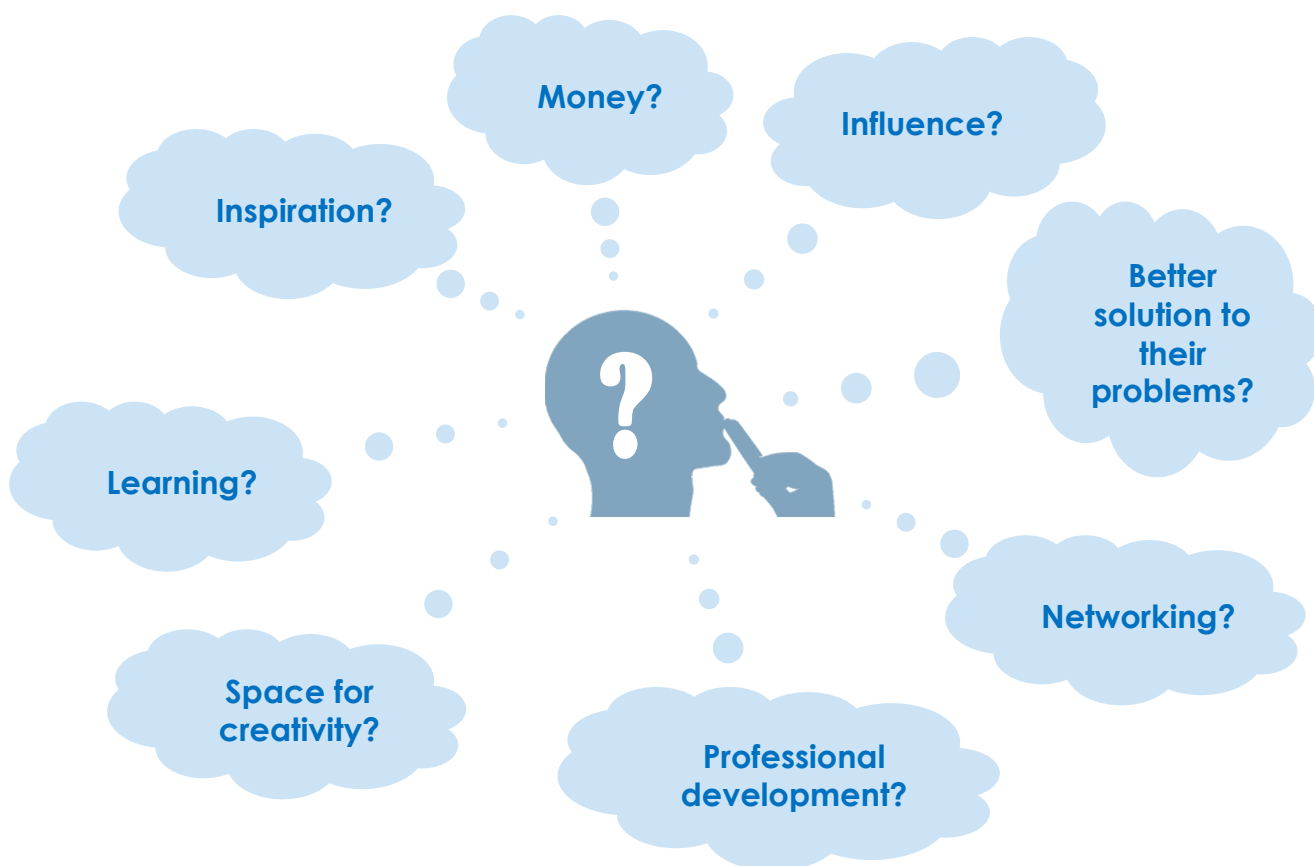 Money?
Influence?
Inspiration?
Better
solution to
their
problems?
?
Learning?
Networking?
Space for
creativity?
Professional
development?